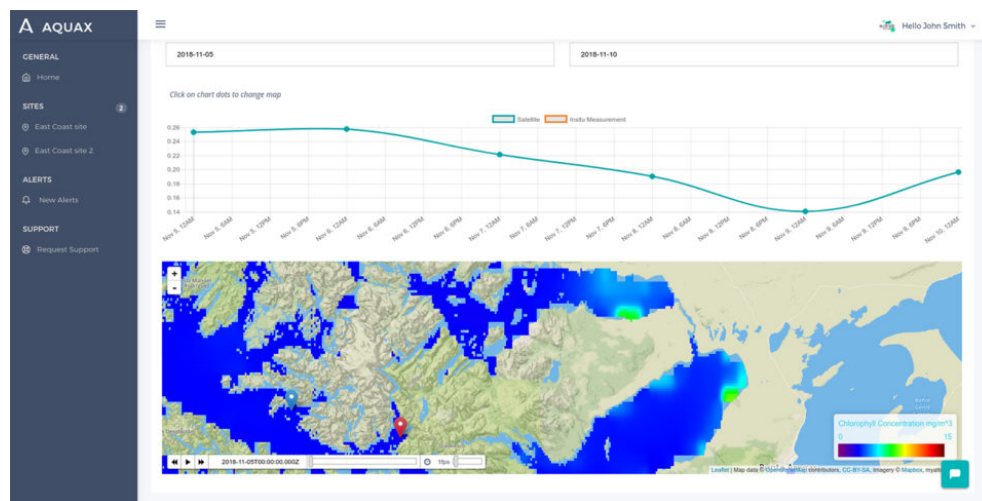 AQUAX
Hello John Smith
GENERAL
Home
SITES 2
East Coast site
East Coast site 2
ALERTS
New Alerts
SUPPORT
Request Support
2018-11-05
2018-11-10
Click on chart dots to change map
Satellite
Insitu Measurement
0.26
0.24
0.22
0.20
0.18
0.16
0.14
Nov 5, 12AM
Nov 5, 6AM
Nov 5, 12PM
Nov 5, 6PM
Nov 6, 12AM
Nov 6, 6AM
Nov 6, 12PM
Nov 6, 6PM
Nov 7, 12AM
Nov 7, 6AM
Nov 7, 12PM
Nov 7, 6PM
Nov 8, 12AM
Nov 8, 6AM
Nov 8, 12PM
Nov 8, 6PM
Nov 9, 12AM
Nov 9, 6AM
Nov 9, 12PM
Nov 9, 6PM
Nov 10, 12AM
+
-
Chlorophyll Concentration mg/m^3
0 15
2018-11-05T00:00:00.000Z
1fps
Leaflet | Map data © contributors, CC-BY-SA, Imagery © Mapbox,